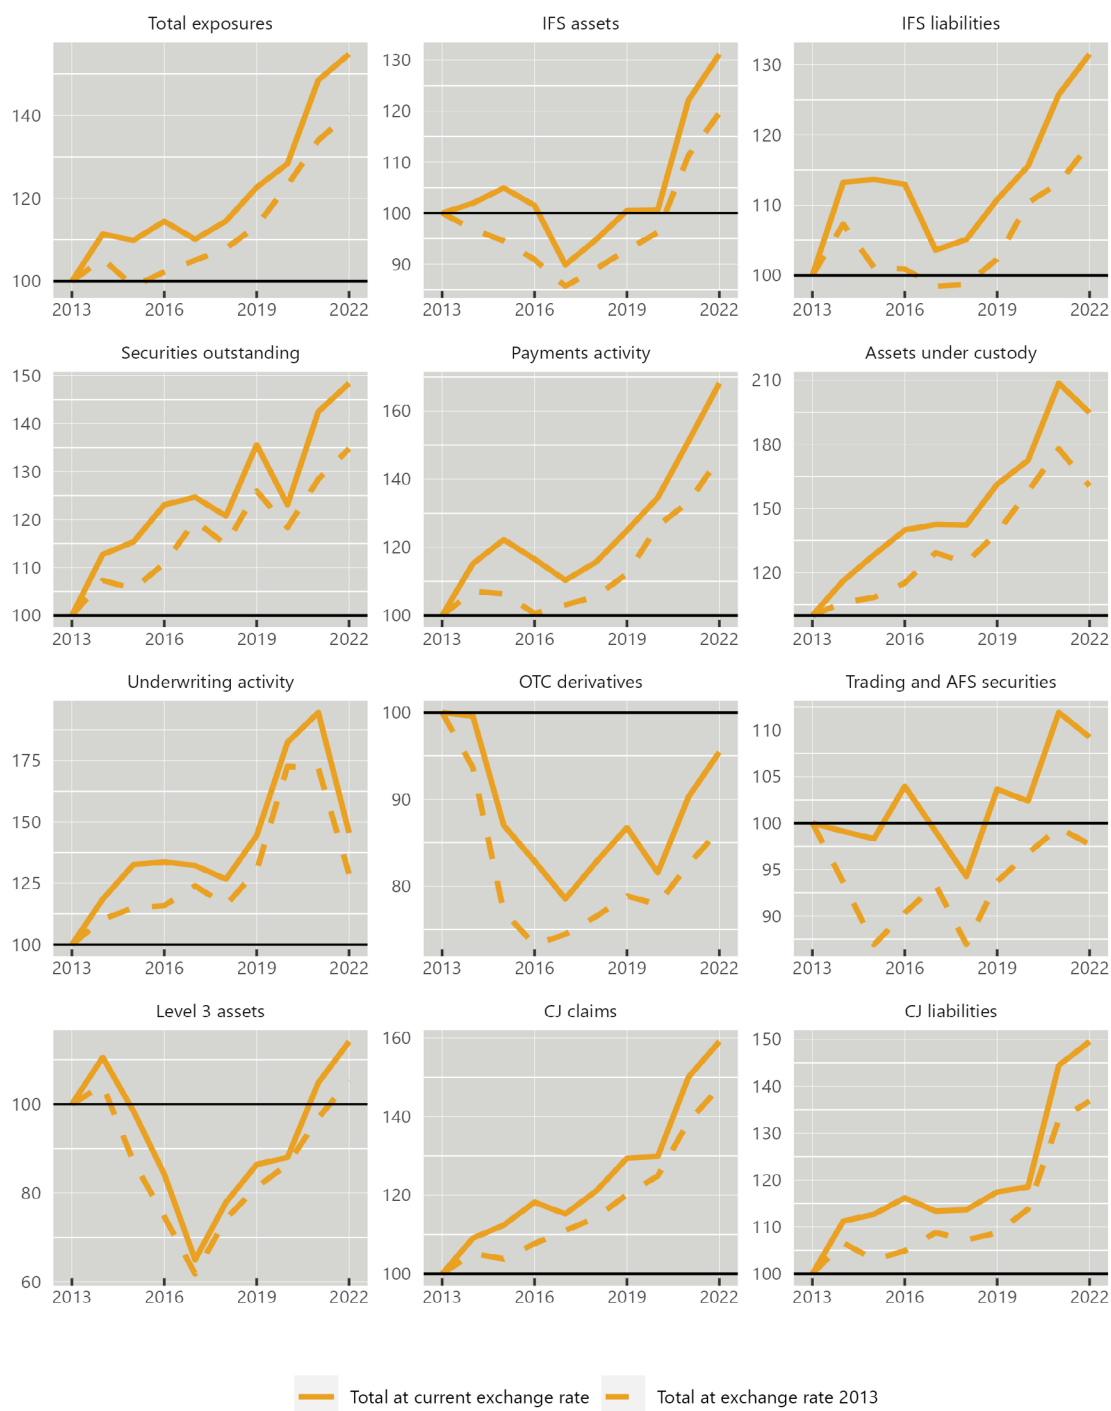 Total exposures
IFS assets
IFS liabilities
140
120
100
2013 2016 2019 2022
130
120
110
100
90
2013 2016 2019 2022
130
120
110
100
2013 2016 2019 2022
Securities outstanding
Payments activity
Assets under custody
150
140
130
120
110
100
2013 2016 2019 2022
160
140
120
100
2013 2016 2019 2022
210
180
150
120
2013 2016 2019 2022
Underwriting activity
OTC derivatives
Trading and AFS securities
175
150
125
100
2013 2016 2019 2022
100
90
80
2013 2016 2019 2022
110
105
100
95
90
2013 2016 2019 2022
Level 3 assets
CJ claims
CJ liabilities
100
80
60
2013 2016 2019 2022
160
140
120
100
2013 2016 2019 2022
150
140
130
120
110
100
2013 2016 2019 2022
Total at current exchange rate
Total at exchange rate 2013